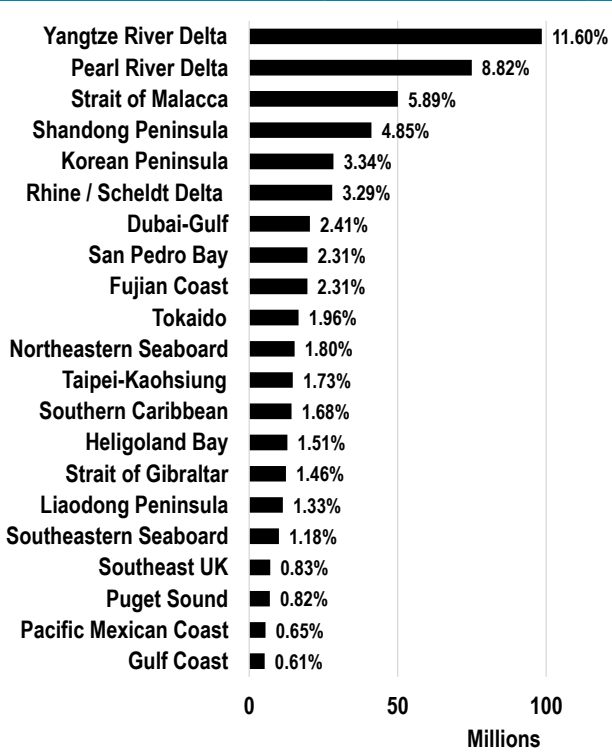 Yangtze River Delta 11.60%
Pearl River Delta 8.82%
Strait of Malacca 5.89%
Shandong Peninsula 4.85%
Korean Peninsula 3.34%
Rhine / Scheldt Delta 3.29%
Dubai-Gulf 2.41%
San Pedro Bay 2.31%
Fujian Coast 2.31%
Tokaido 1.96%
Northeastern Seaboard 1.80%
Taipei-Kaohsiung 1.73%
Southern Caribbean 1.68%
Heligoland Bay 1.51%
Strait of Gibraltar 1.46%
Liaodong Peninsula 1.33%
Southeastern Seaboard 1.18%
Southeast UK 0.83%
Puget Sound 0.82%
Pacific Mexican Coast 0.65%
Gulf Coast 0.61%
0 50 100
Millions